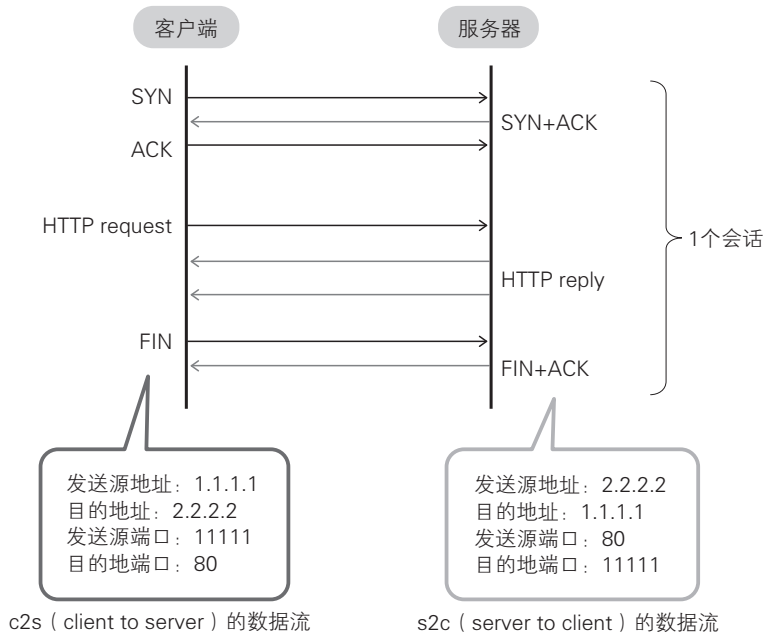 客户端
服务器
SYN
SYN+ACK
ACK
HTTP request
1个会话
HTTP reply
FIN
FIN+ACK
发送源地址：1.1.1.1
目的地址：2.2.2.2
发送源端口：11111
目的地端口：80
发送源地址：2.2.2.2
目的地址：1.1.1.1
发送源端口：80
目的地端口：11111
c2s（client to server）的数据流
s2c（server to client）的数据流